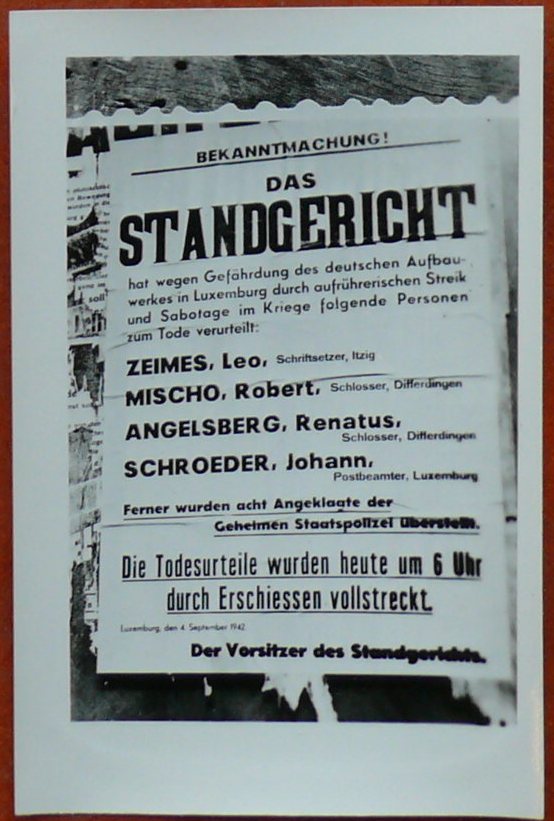 BEKANNTMACHUNG!
DAS
STANDGERICHT
hat wegen Gefährdung des deutschen Aufbau-
werkes in Luxemburg durch aufrührerischen Streik
und Sabotage im Kriege folgende Personen
zum Tode verurteilt:
ZEIMES, Leo, Schriftsetzer, Itzig
MISCHO, Robert, Schlosser, Differdingen
ANGELSBERG, Renatus,
Schlosser, Differdingen
SCHROEDER, Johann,
Postbeamter, Luxemburg
Ferner wurden acht Angeklagte der
Geheimen Staatspolizei überstellt.
Die Todesurteile wurden heute um 6 Uhr
durch Erschiessen vollstreckt.
Luxemburg, den 4. September 1942.
Der Vorsitzer des Standgerichts.
soll